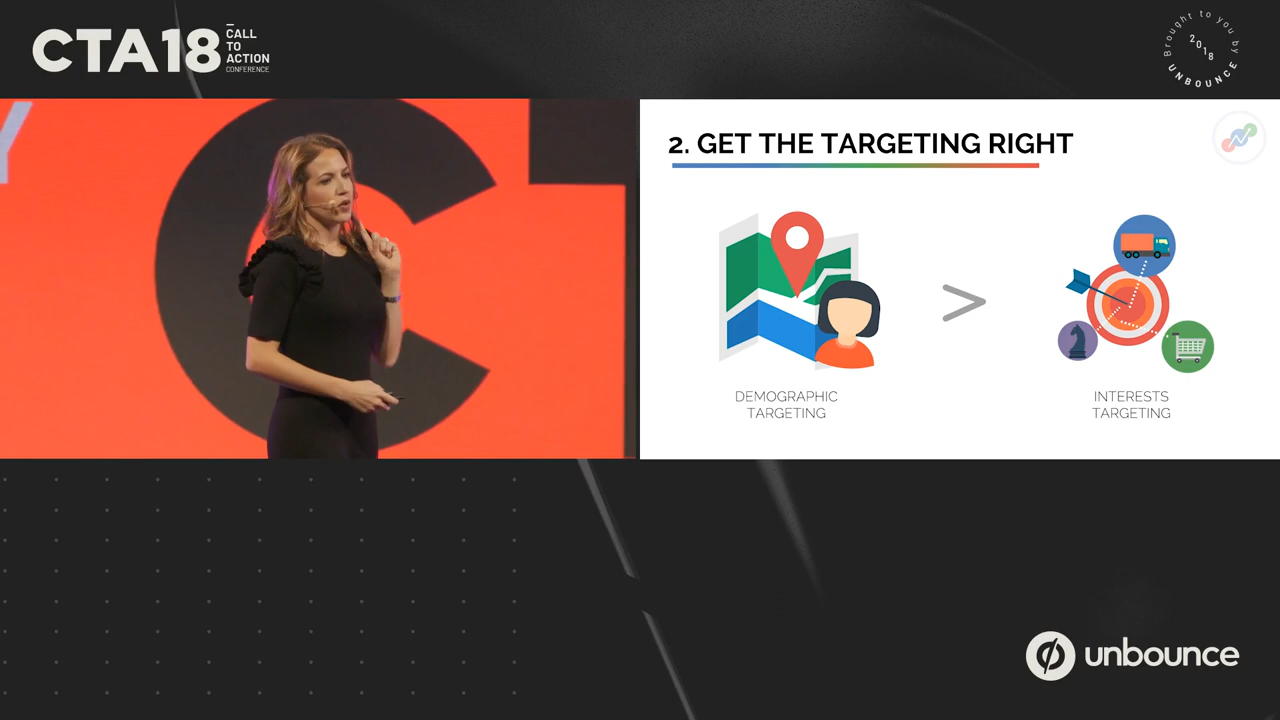 CTA18
CALL
TO
ACTION
CONFERENCE
Brought to you by
2018
UNBOUNCE
Y
2. GET THE TARGETING RIGHT
>
DEMOGRAPHIC
TARGETING
INTERESTS
TARGETING
unbounce